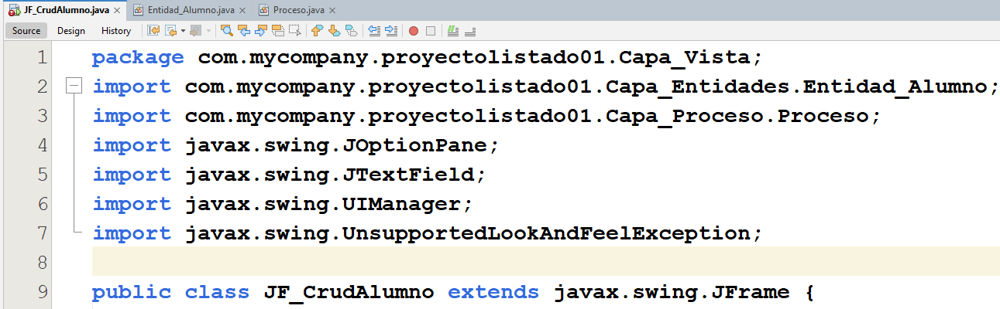 JF_CrudAlumno.java Entidad_Alumno.java Proceso.java
Source Design History
1 package com.mycompany.proyectolistado01.Capa_Vista;
2 import com.mycompany.proyectolistado01.Capa_Entidades.Entidad_Alumno;
3 import com.mycompany.proyectolistado01.Capa_Proceso.Proceso;
4 import javax.swing.JOptionPane;
5 import javax.swing.JTextField;
6 import javax.swing.UIManager;
7 import javax.swing.UnsupportedLookAndFeelException;
8
9 public class JF_CrudAlumno extends javax.swing.JFrame {